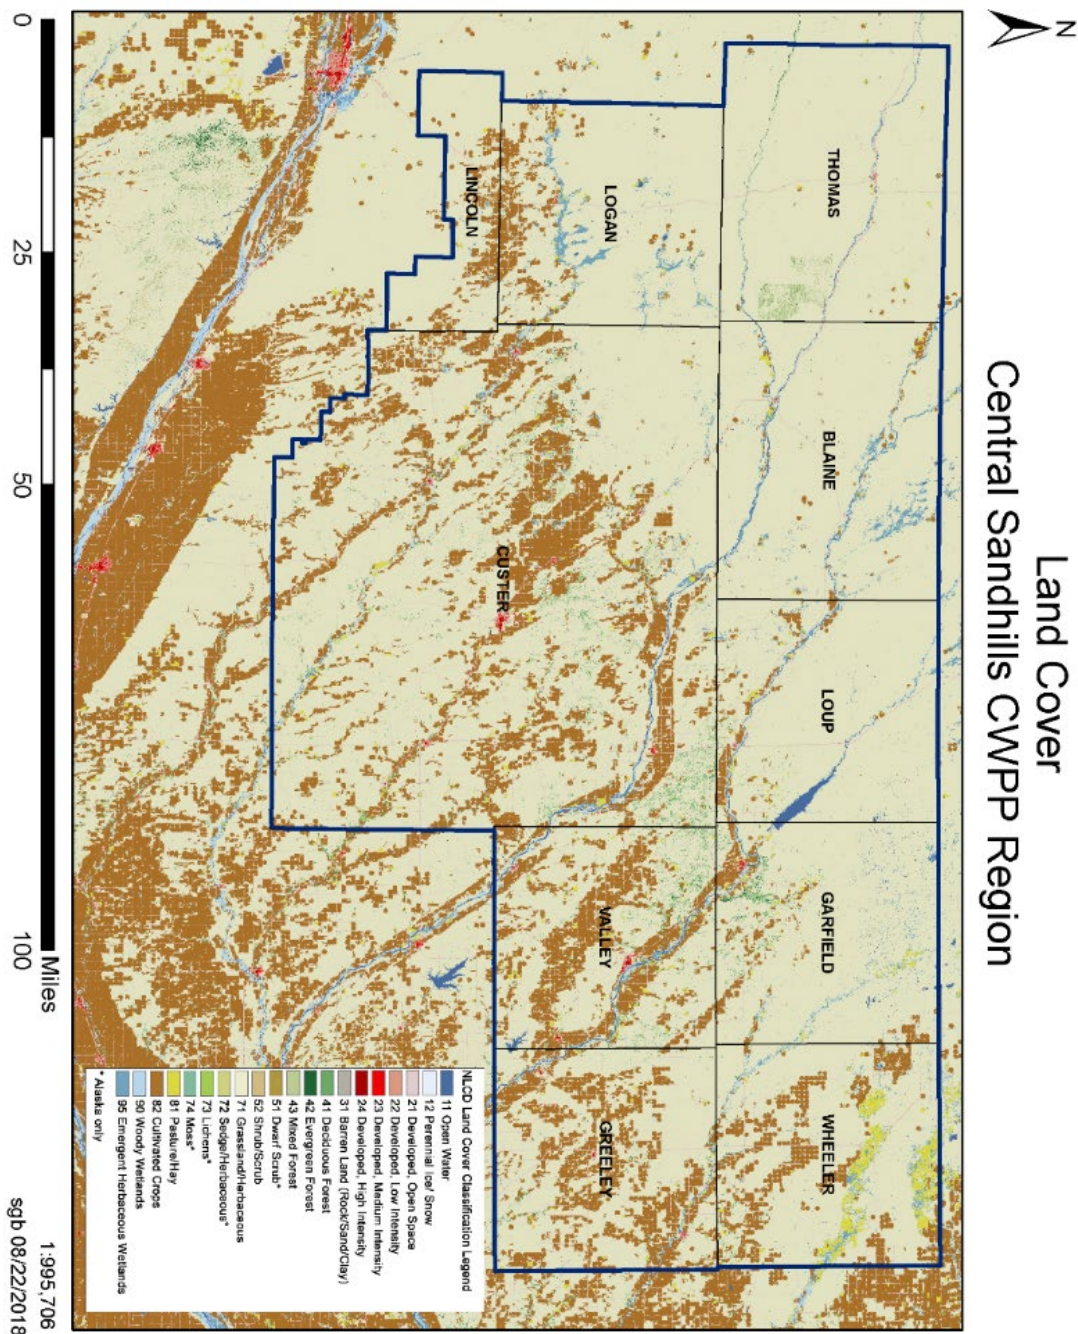 Land Cover
Central Sandhills CWPP Region
N
THOMAS
BLAINE
LOUP
GARFIELD
WHEELER
LOGAN
LINCOLN
CUSTER
VALLEY
GREELEY
NLCD Land Cover Classification Legend
11 Open Water
12 Perennial Ice/ Snow
21 Developed, Open Space
22 Developed, Low Intensity
23 Developed, Medium Intensity
24 Developed, High Intensity
31 Barren Land (Rock/Sand/Clay)
41 Deciduous Forest
42 Evergreen Forest
43 Mixed Forest
51 Dwarf Scrub*
52 Shrub/Scrub
71 Grassland/Herbaceous
72 Sedge/Herbaceous*
73 Lichens*
74 Moss*
81 Pasture/Hay
82 Cultivated Crops
90 Woody Wetlands
95 Emergent Herbaceous Wetlands
* Alaska only
0 25 50 100
Miles
1:995,706
sgb 08/22/2018